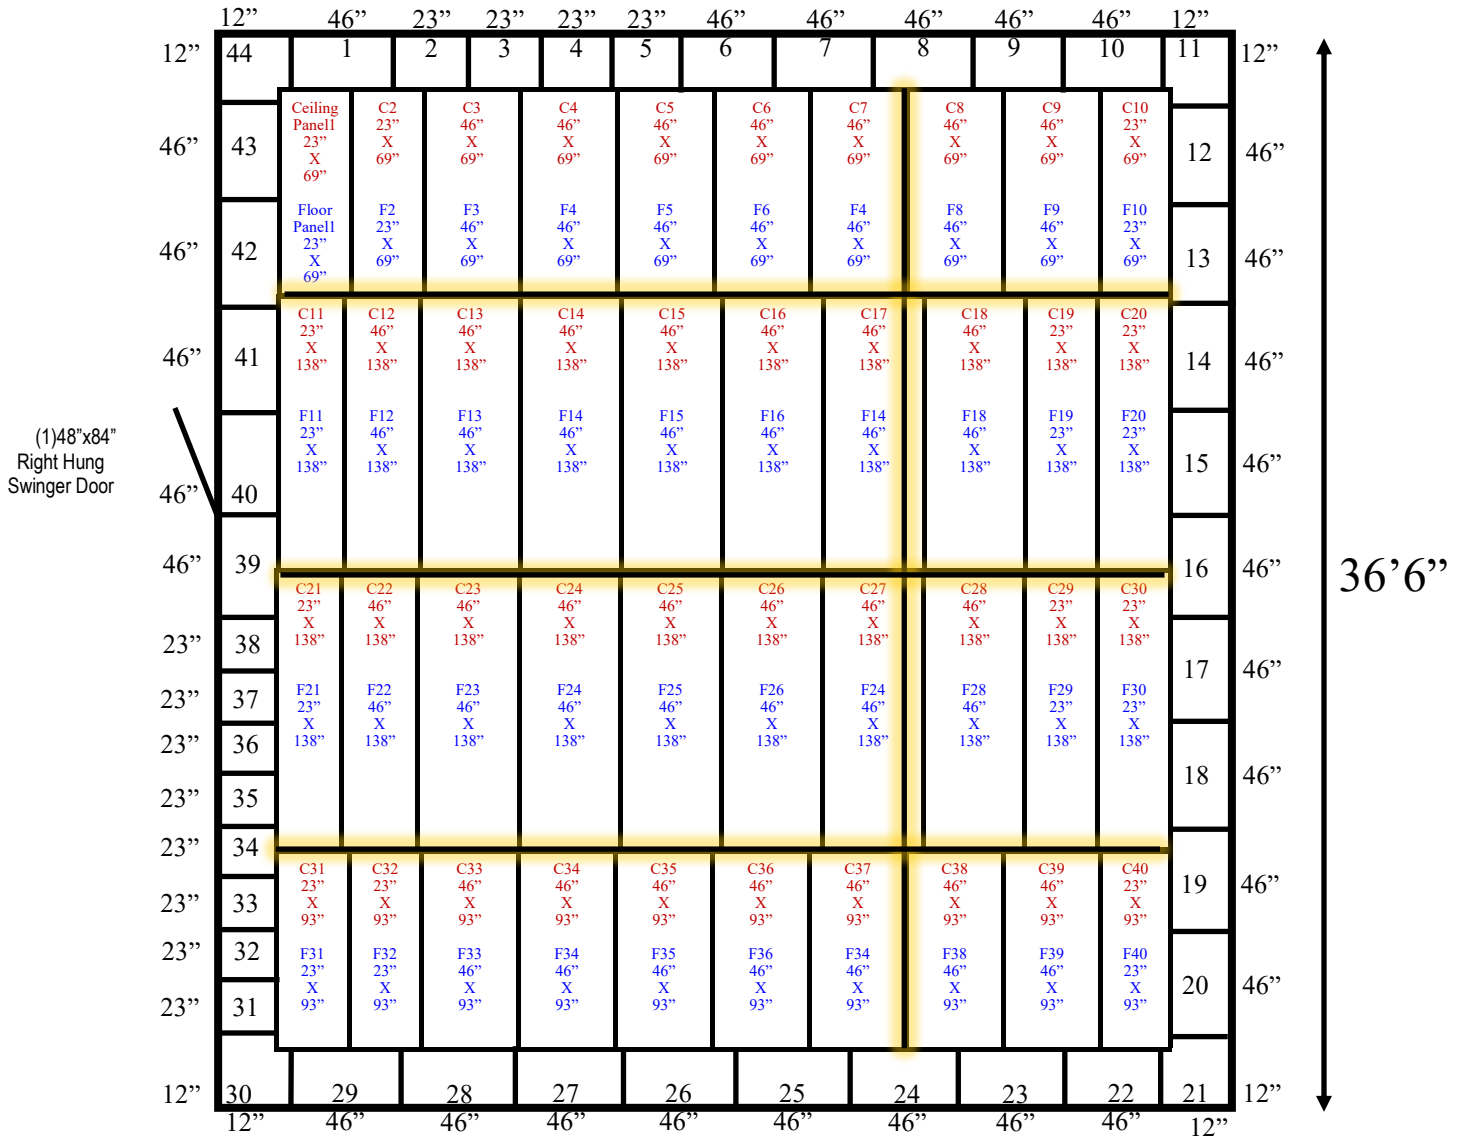 12” 46” 23” 23” 23” 23” 46” 46” 46” 46” 46” 12”
12” 44 1 2 3 4 5 6 7 8 9 10 11 12”
46” 43 12 46”
Ceiling C2 C3 C4 C5 C6 C7 C8 C9 C10
Panel1 23” 46” 46” 46” 46” 46” 46” 46” 23”
23” X X X X X X X X X
X 69” 69” 69” 69” 69” 69” 69” 69” 69”
69”
Floor F2 F3 F4 F5 F6 F4 F8 F9 F10
Panel1 23” 46” 46” 46” 46” 46” 46” 46” 23”
23” X X X X X X X X X
X 69” 69” 69” 69” 69” 69” 69” 69” 69”
69”
46” 42 13 46”
C11 C12 C13 C14 C15 C16 C17 C18 C19 C20
23” 46” 46” 46” 46” 46” 46” 46” 23” 23”
X X X X X X X X X X
138” 138” 138” 138” 138” 138” 138” 138” 138” 138”
46” 41 14 46”
F11 F12 F13 F14 F15 F16 F14 F18 F19 F20
23” 46” 46” 46” 46” 46” 46” 46” 23” 23”
X X X X X X X X X X
138” 138” 138” 138” 138” 138” 138” 138” 138” 138”
(1)48”x84”
Right Hung
Swinger Door
15 46”
46” 40
46” 39 16 46”
36’6”
C21 C22 C23 C24 C25 C26 C27 C28 C29 C30
23” 46” 46” 46” 46” 46” 46” 46” 23” 23”
X X X X X X X X X X
138” 138” 138” 138” 138” 138” 138” 138” 138” 138”
23” 38
17 46”
F21 F22 F23 F24 F25 F26 F24 F28 F29 F30
23” 46” 46” 46” 46” 46” 46” 46” 23” 23”
X X X X X X X X X X
138” 138” 138” 138” 138” 138” 138” 138” 138” 138”
23” 37
23” 36
18 46”
23” 35
23” 34
C31 C32 C33 C34 C35 C36 C37 C38 C39 C40
23” 23” 46” 46” 46” 46” 46” 46” 46” 23”
X X X X X X X X X X
93” 93” 93” 93” 93” 93” 93” 93” 93” 93”
19 46”
23” 33
F31 F32 F33 F34 F35 F36 F34 F38 F39 F40
23” 23” 46” 46” 46” 46” 46” 46” 46” 23”
X X X X X X X X X X
93” 93” 93” 93” 93” 93” 93” 93” 93” 93”
23” 32
20 46”
23” 31
12” 30 29 28 27 26 25 24 23 22 21 12”
12” 46” 46” 46” 46” 46” 46” 46” 46” 12”